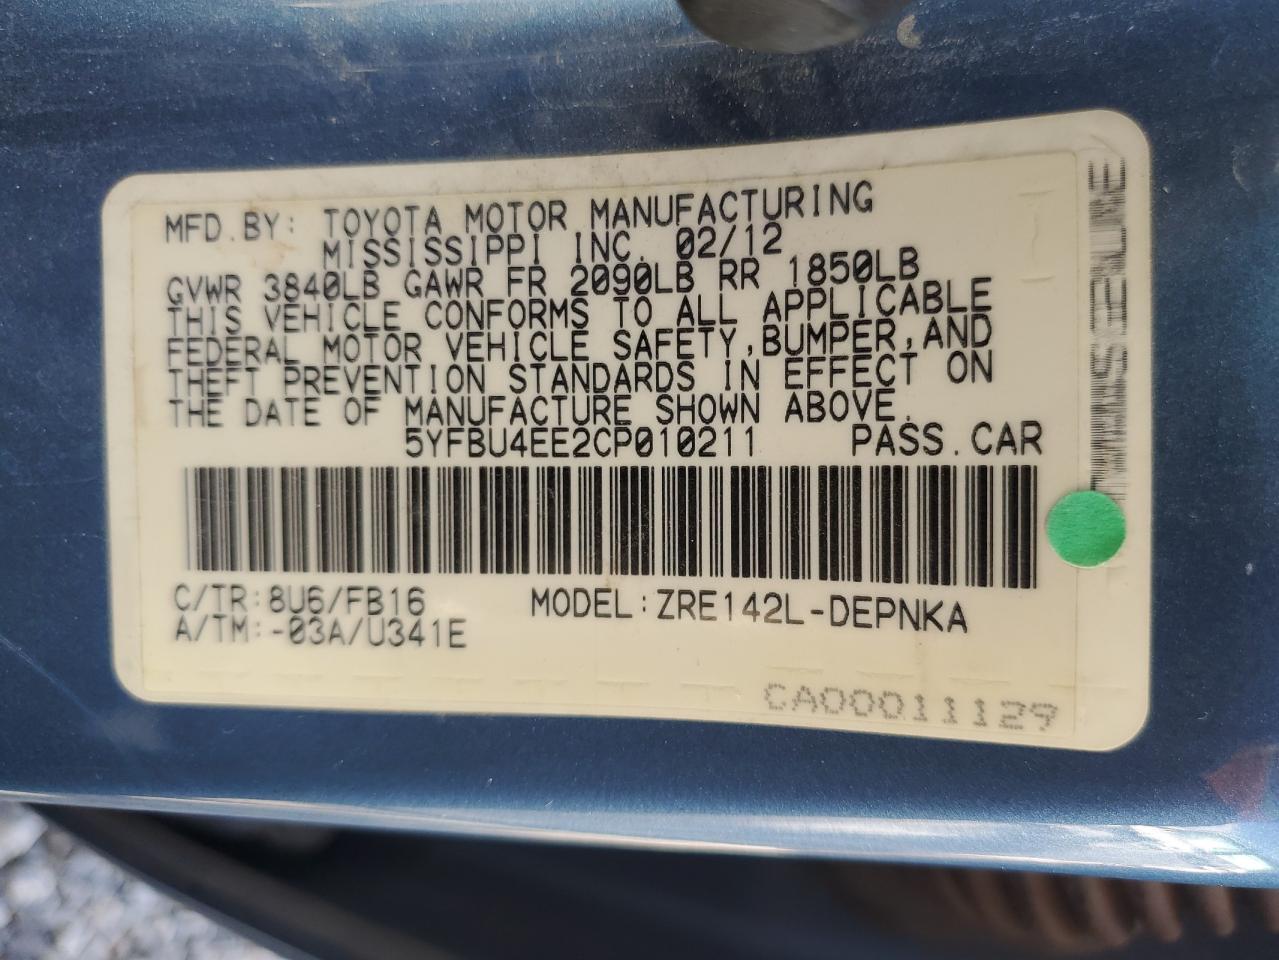 MFD.BY: TOYOTA MOTOR MANUFACTURING
MISSISSIPPI INC. 02/12
GVWR 3840LB GAWR FR 2090LB RR 1850LB
THIS VEHICLE CONFORMS TO ALL APPLICABLE
FEDERAL MOTOR VEHICLE SAFETY,BUMPER,AND
THEFT PREVENTION STANDARDS IN EFFECT ON
THE DATE OF MANUFACTURE SHOWN ABOVE.
5YFBU4EE2CP010211 PASS.CAR
C/TR:8U6/FB16 MODEL:ZRE142L-DEPNKA
A/TM:-03A/U341E
CA00011129